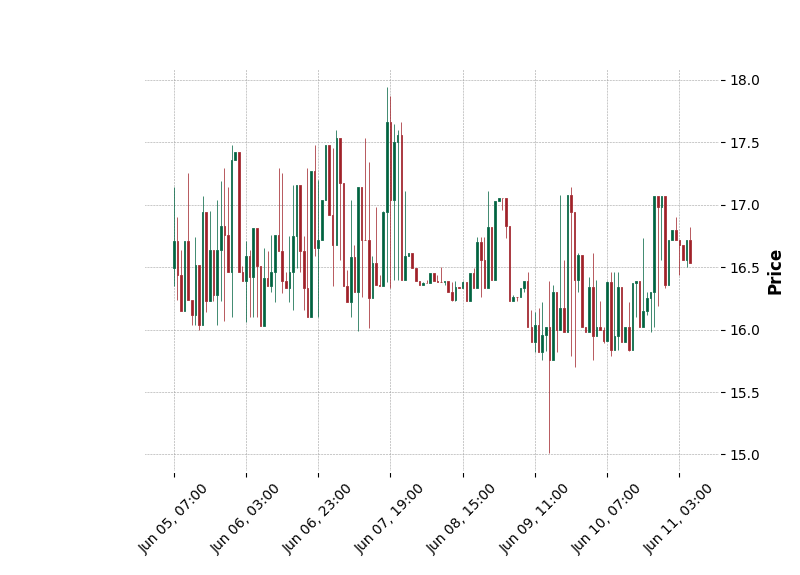 18.0
17.5
17.0
16.5
16.0
15.5
15.0
Price
Jun 05, 07:00
Jun 06, 03:00
Jun 06, 23:00
Jun 07, 19:00
Jun 08, 15:00
Jun 09, 11:00
Jun 10, 07:00
Jun 11, 03:00